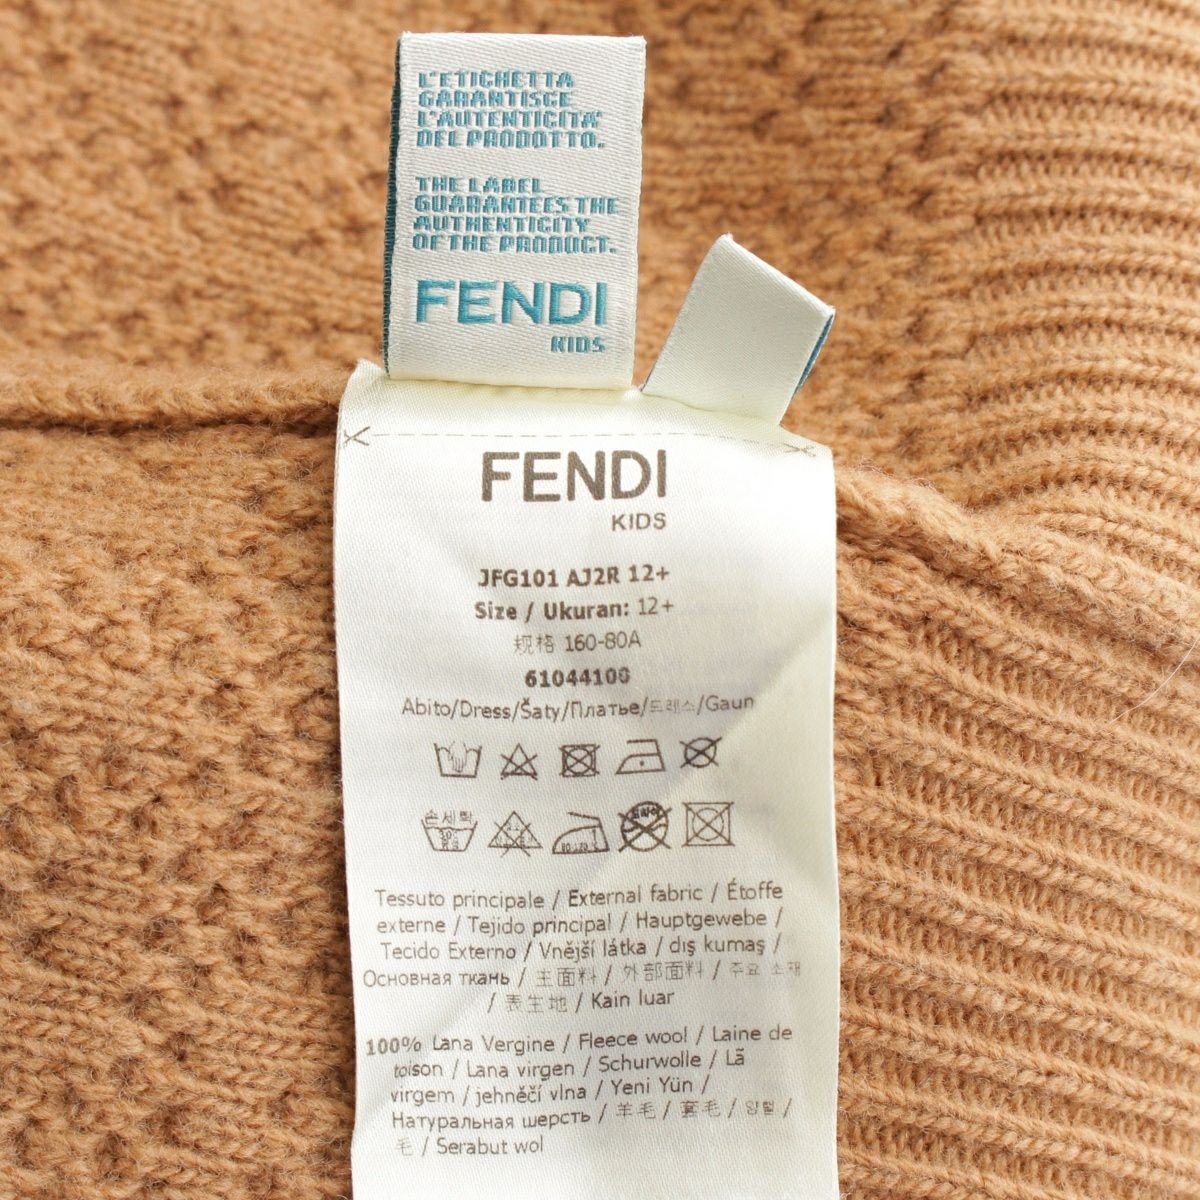 L'ETICHETTA
GARANTISCE
L'AUTENTICITA'
DEL PRODOTTO.
THE LABEL
GUARANTEES THE
AUTHENTICITY
OF THE PRODUCT.
FENDI
KIDS
FENDI
KIDS
JFG101 AJ2R 12+
Size / Ukuran: 12+
规格 160-80A
61044100
Abito/Dress/Šaty/Платье/드레스/Gaun
손세탁
Tessuto principale / External fabric / Étoffe
externe / Tejido principal / Hauptgewebe /
Tecido Externo / Vnější látka / dış kumaş /
Основная ткань / 主面料 / 外部面料 / 주요 소재
/ 表生地 / Kain luar
100% Lana Vergine / Fleece wool / Laine de
toison / Lana virgen / Schurwolle / Lã
virgem / jehněčí vlna / Yeni Yün /
Натуральная шерсть / 羊毛 / 套毛 / 양털 /
毛 / Serabut wol